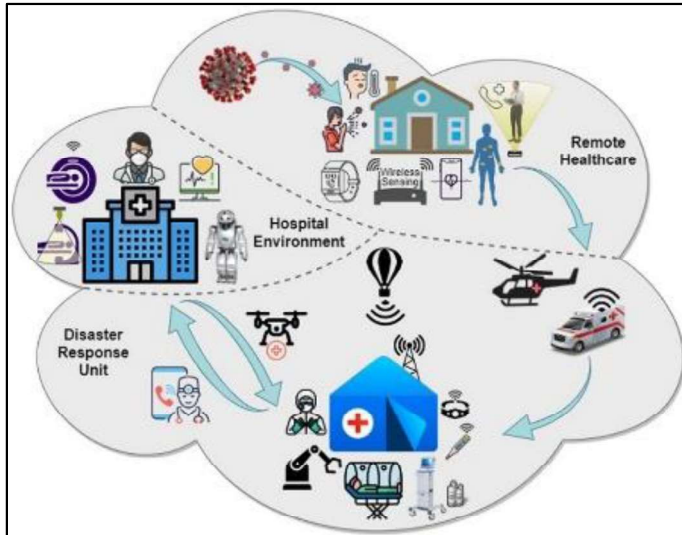 Remote
Healthcare
Wireless
Sensing
Hospital
Environment
Disaster
Response
Unit